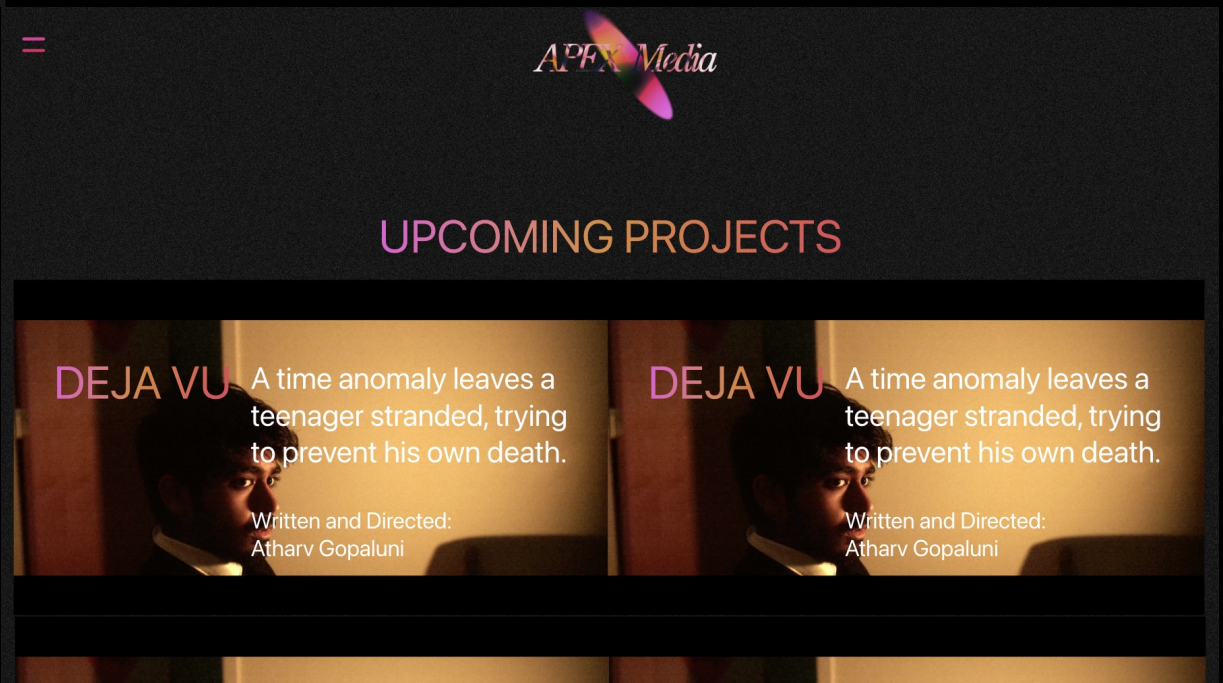 APEX Media
UPCOMING PROJECTS
DEJA VU
A time anomaly leaves a
teenager stranded, trying
to prevent his own death.
Written and Directed:
Atharv Gopaluni
DEJA VU
A time anomaly leaves a
teenager stranded, trying
to prevent his own death.
Written and Directed:
Atharv Gopaluni